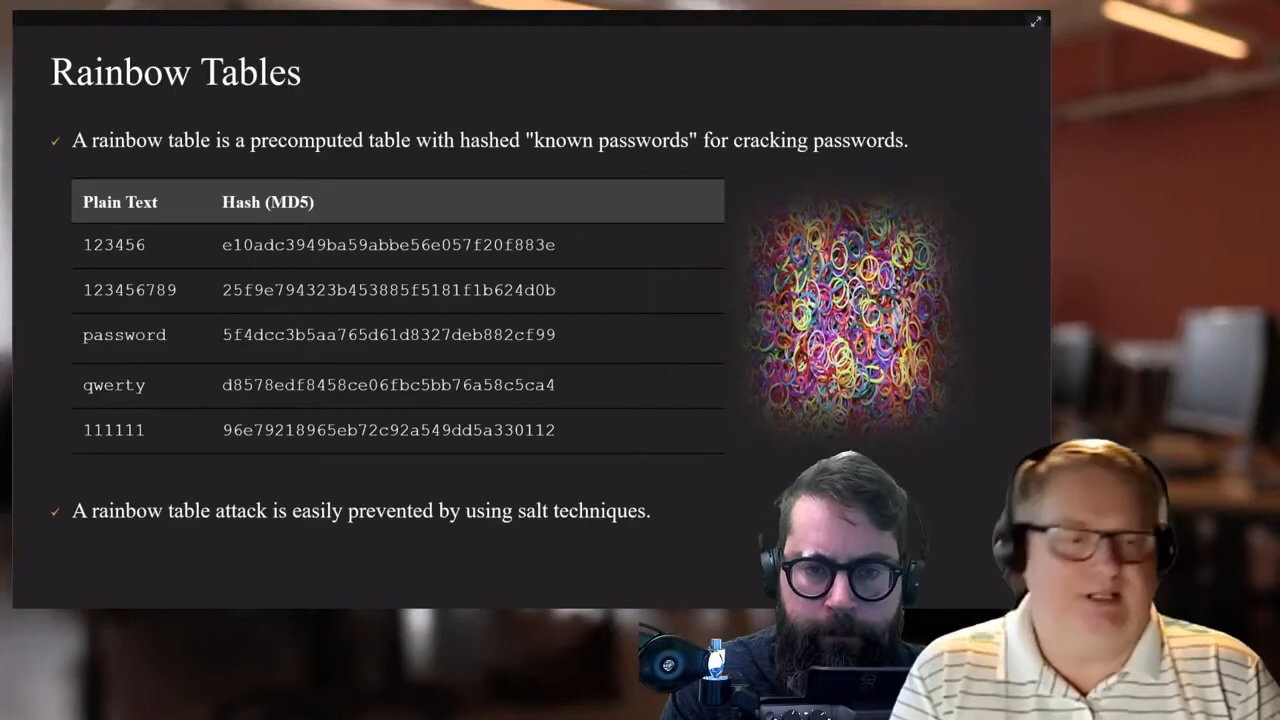 Rainbow Tables
✓ A rainbow table is a precomputed table with hashed "known passwords" for cracking passwords.
Plain Text Hash (MD5)
123456 e10adc3949ba59abbe56e057f20f883e
123456789 25f9e794323b453885f5181f1b624d0b
password 5f4dcc3b5aa765d61d8327deb882cf99
qwerty d8578edf8458ce06fbc5bb76a58c5ca4
111111 96e79218965eb72c92a549dd5a330112
✓ A rainbow table attack is easily prevented by using salt techniques.